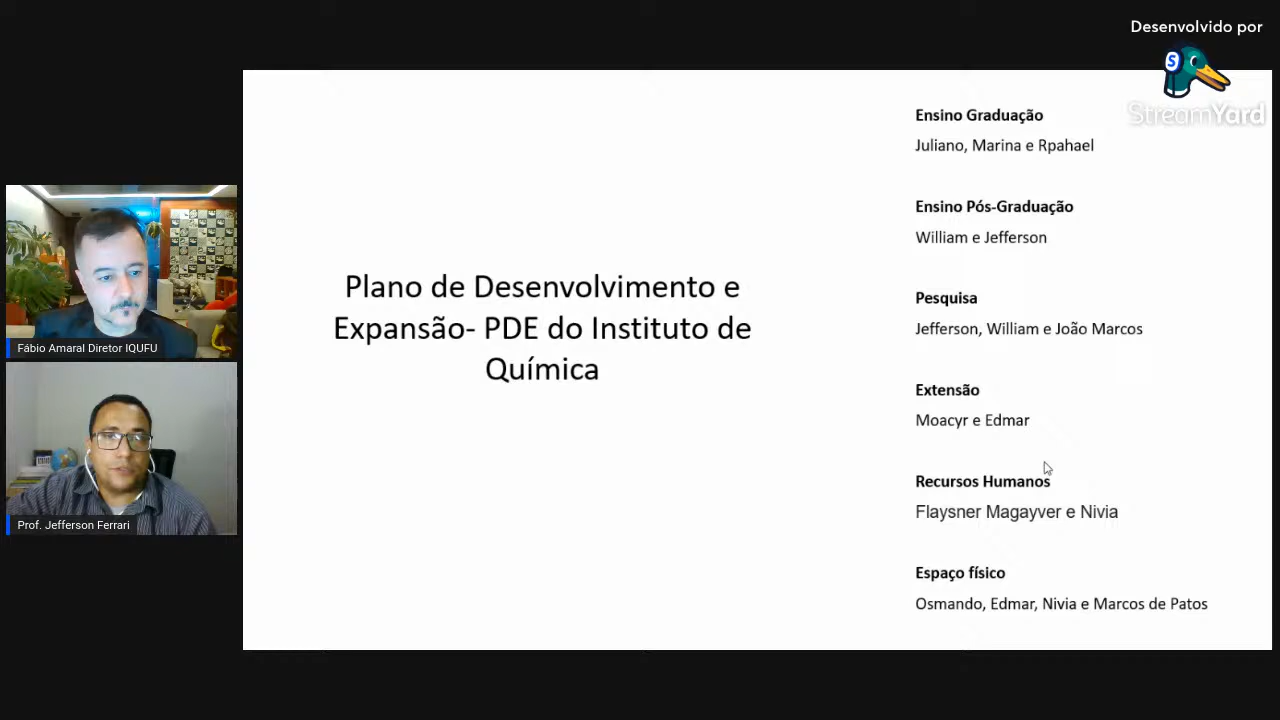 Desenvolvido por
StreamYard
Fábio Amaral Diretor IQUFU
Prof. Jefferson Ferrari
Plano de Desenvolvimento e
Expansão- PDE do Instituto de
Química
Ensino Graduação
Juliano, Marina e Rpahael
Ensino Pós-Graduação
William e Jefferson
Pesquisa
Jefferson, William e João Marcos
Extensão
Moacyr e Edmar
Recursos Humanos
Flaysner Magayver e Nivia
Espaço físico
Osmando, Edmar, Nivia e Marcos de Patos